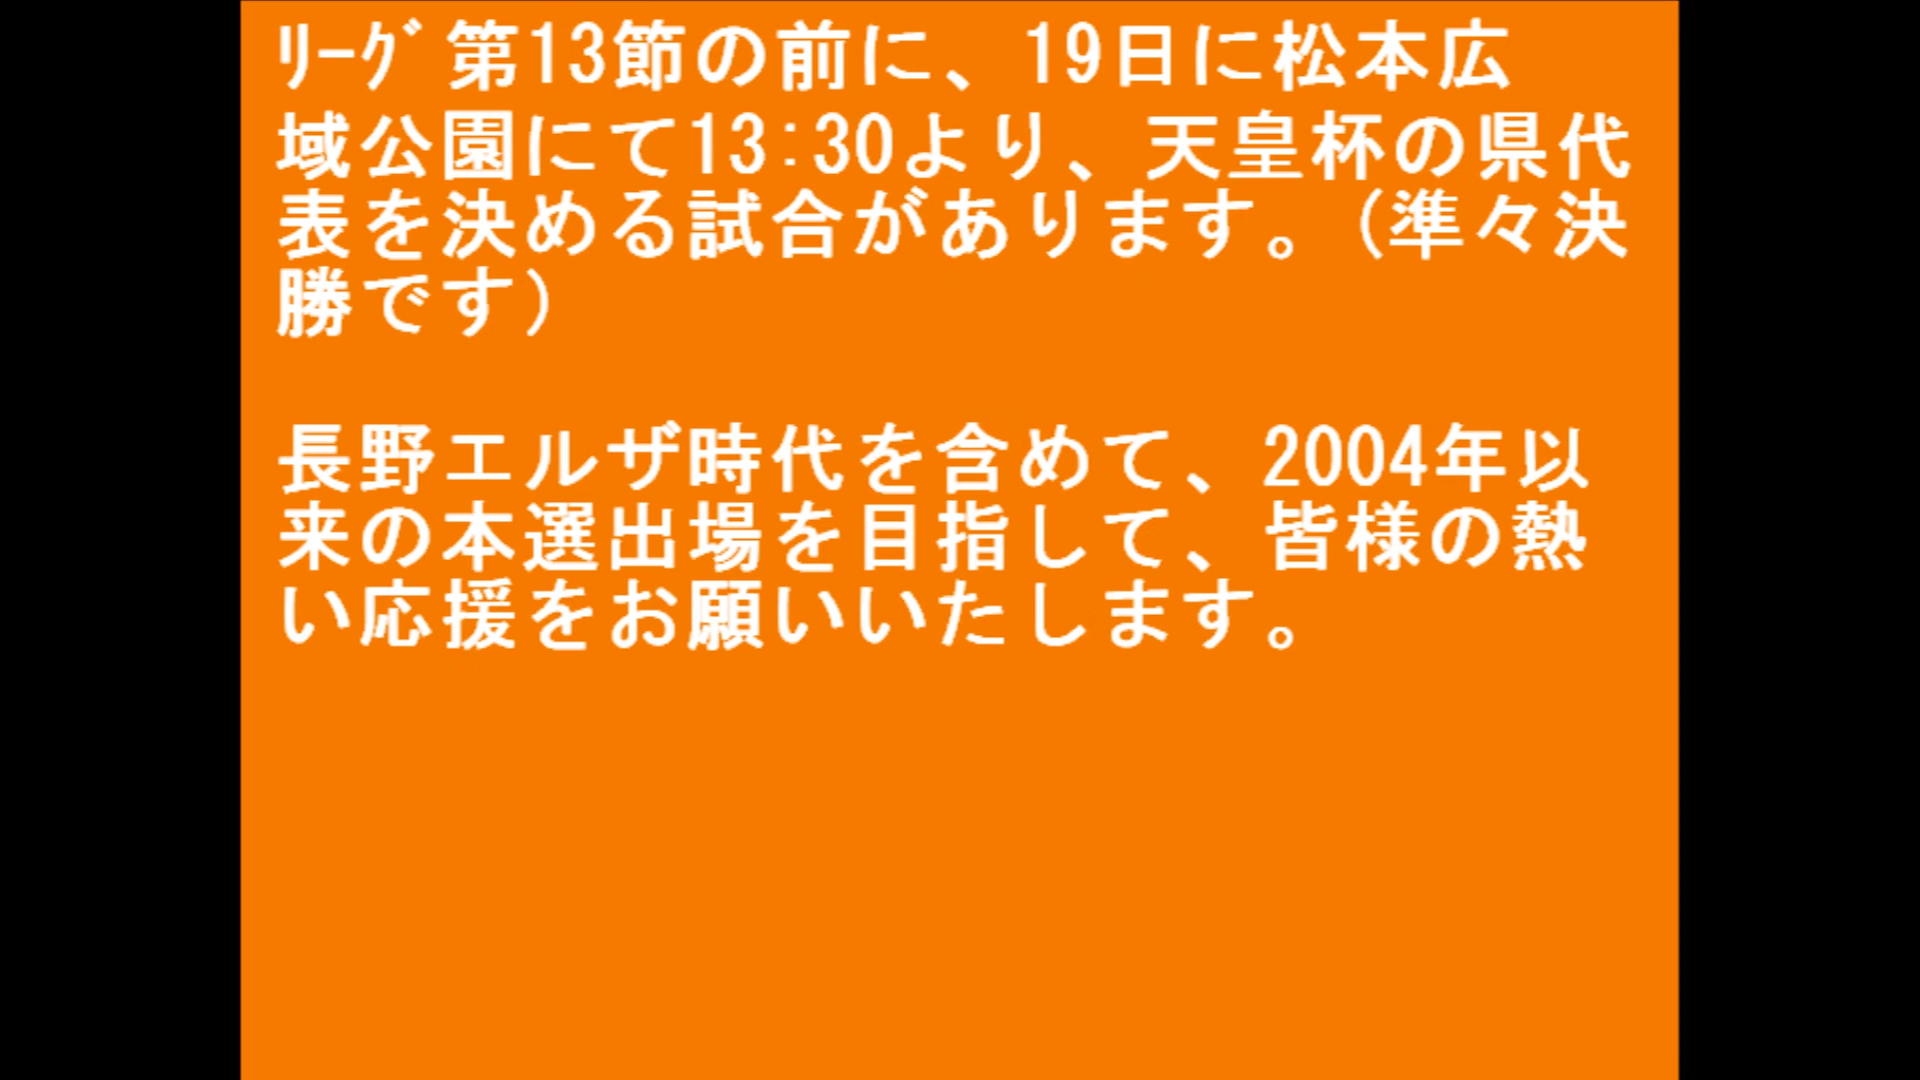 ﾘｰｸﾞ第13節の前に、19日に松本広
域公園にて13:30より、天皇杯の県代
表を決める試合があります。(準々決
勝です)
長野エルザ時代を含めて、2004年以
来の本選出場を目指して、皆様の熱
い応援をお願いいたします。